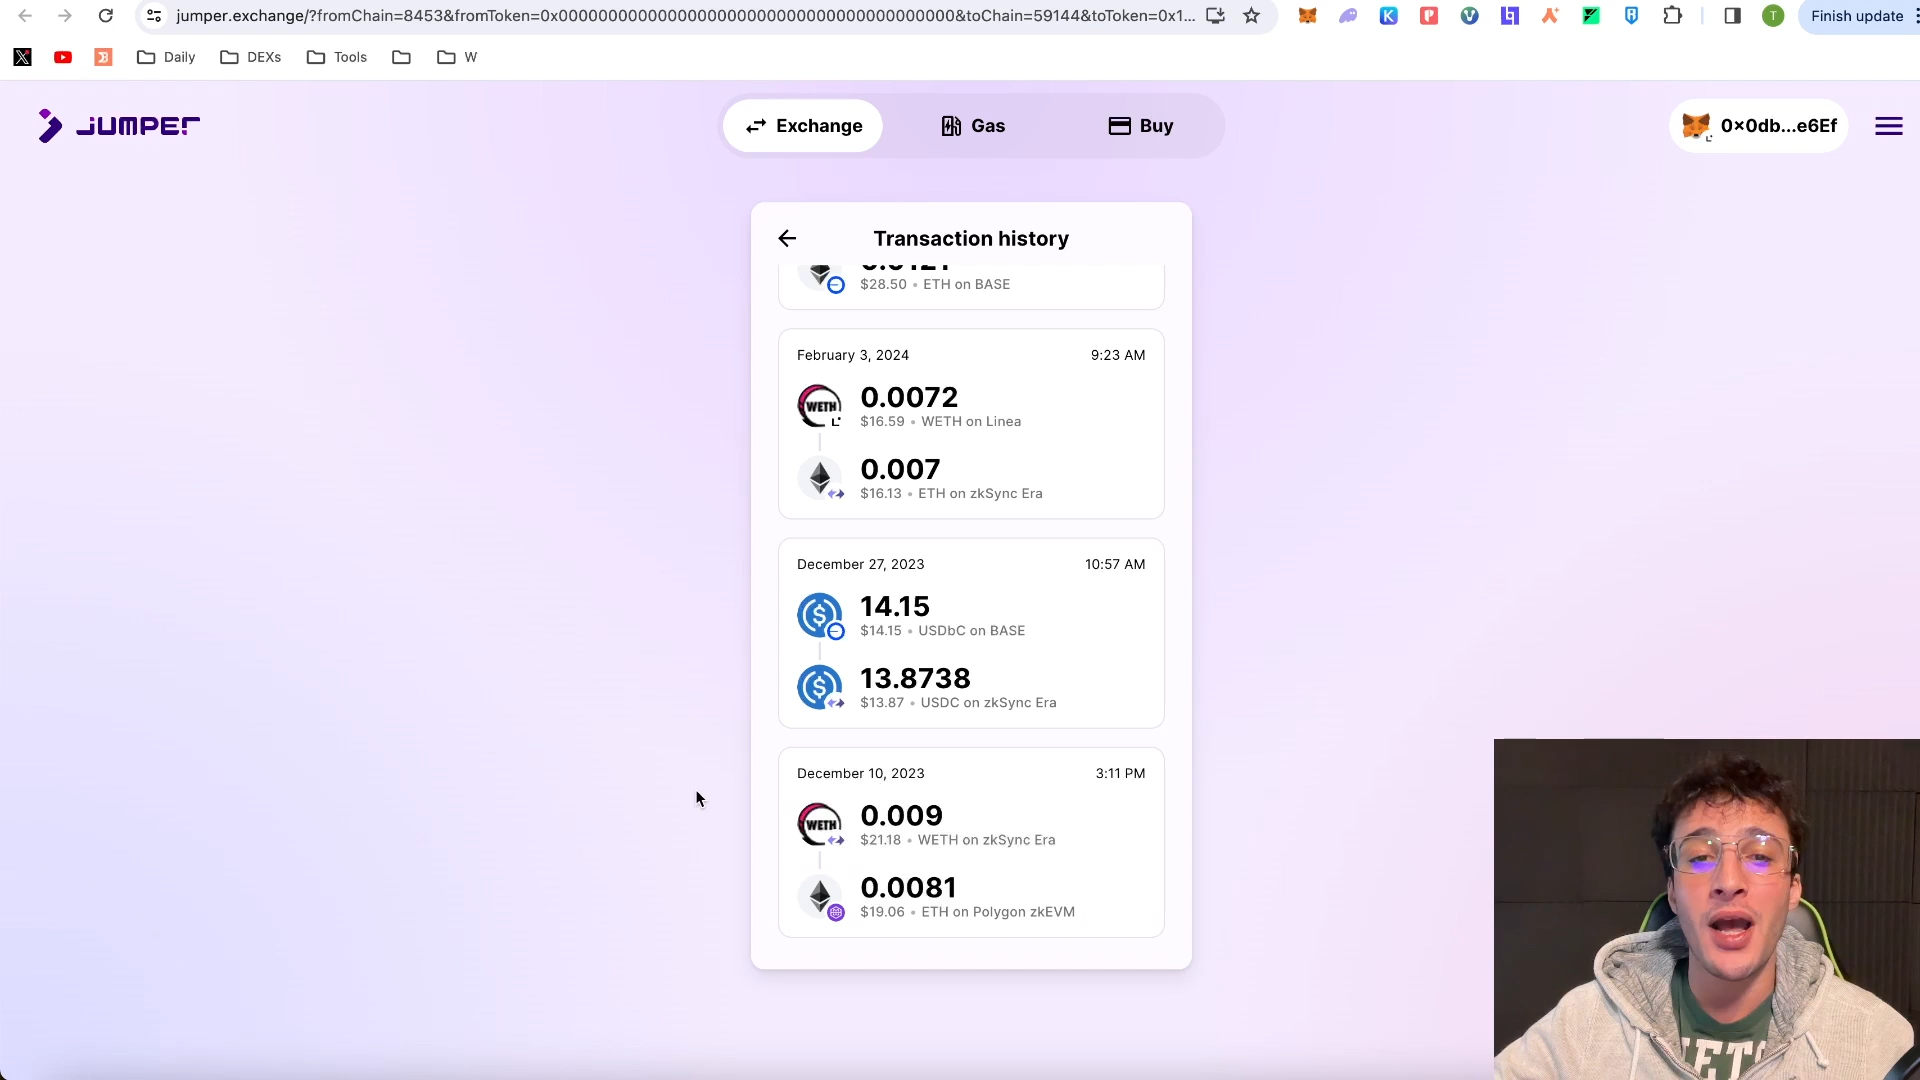 jumper.exchange/?fromChain=8453&fromToken=0x0000000000000000000000000000000000000000&toChain=59144&toToken=0x1...
T
Finish update
Daily
DEXs
Tools
W
JUMPER
Exchange
Gas
Buy
0x0db...e6Ef
Transaction history
$28.50 • ETH on BASE
February 3, 2024
9:23 AM
WETH
0.0072
$16.59 • WETH on Linea
0.007
$16.13 • ETH on zkSync Era
December 27, 2023
10:57 AM
14.15
$14.15 • USDbC on BASE
13.8738
$13.87 • USDC on zkSync Era
December 10, 2023
3:11 PM
WETH
0.009
$21.18 • WETH on zkSync Era
0.0081
$19.06 • ETH on Polygon zkEVM